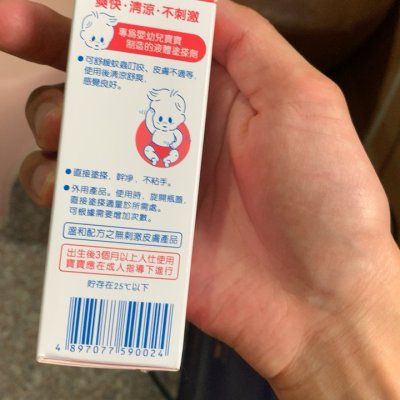 爽快·清涼·不刺激
專為嬰幼兒寶寶
製造的液體塗搽劑
●可舒緩蚊蟲叮咬、皮膚不適等，
使用後清涼舒爽，
感覺良好。
●直接塗搽，幹淨，不粘手。
●外用產品。使用時，旋開瓶蓋，
直接塗搽適量於所需處。
可根據需要增加次數。
溫和配方之無刺激皮膚產品
出生後3個月以上人仕使用
寶寶應在成人指導下進行
貯存在25℃以下
4 897077 590024